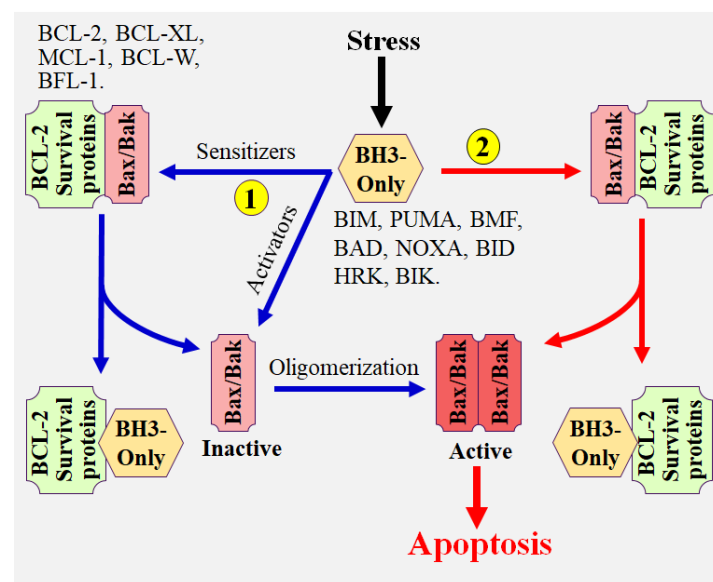 BCL-2, BCL-XL,
MCL-1, BCL-W,
BFL-1.
Stress
BCL-2
Survival
proteins
Bax/Bak
Sensitizers
1
BH3-
Only
2
Bax/Bak
BCL-2
Survival
proteins
Activators
BIM, PUMA, BMF,
BAD, NOXA, BID
HRK, BIK.
BCL-2
Survival
proteins
BH3-
Only
Bax/Bak
Inactive
Oligomerization
Bax/Bak
Bax/Bak
Active
BH3-
Only
BCL-2
Survival
proteins
Apoptosis